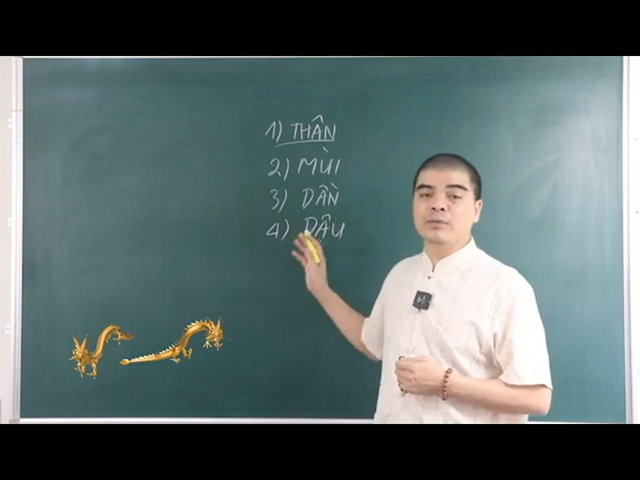 1) THÂN
2) MÙI
3) DẦN
4) DẬU